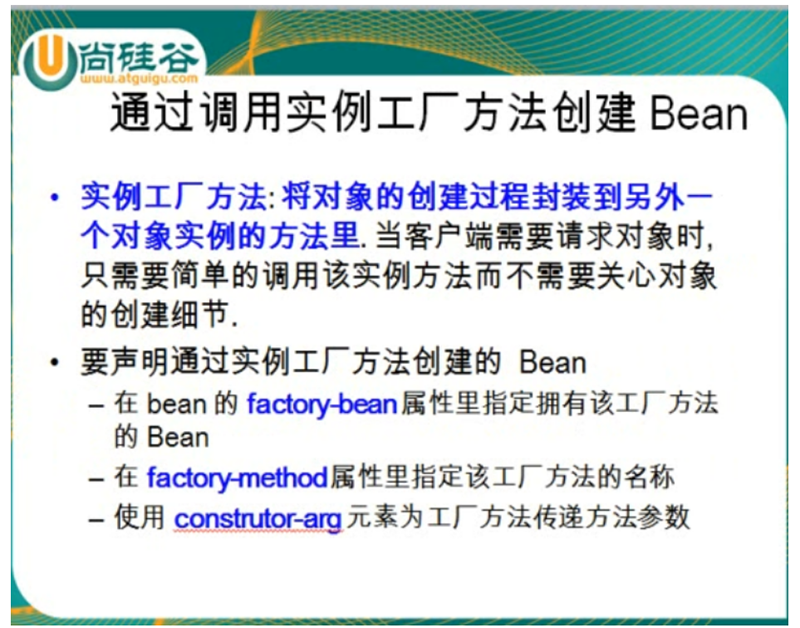 尚硅谷
www.atguigu.com
通过调用实例工厂方法创建 Bean
• 实例工厂方法: 将对象的创建过程封装到另外一
个对象实例的方法里. 当客户端需要请求对象时,
只需要简单的调用该实例方法而不需要关心对象
的创建细节.
• 要声明通过实例工厂方法创建的 Bean
– 在 bean 的 factory-bean 属性里指定拥有该工厂方法
的 Bean
– 在 factory-method 属性里指定该工厂方法的名称
– 使用 construtor-arg 元素为工厂方法传递方法参数